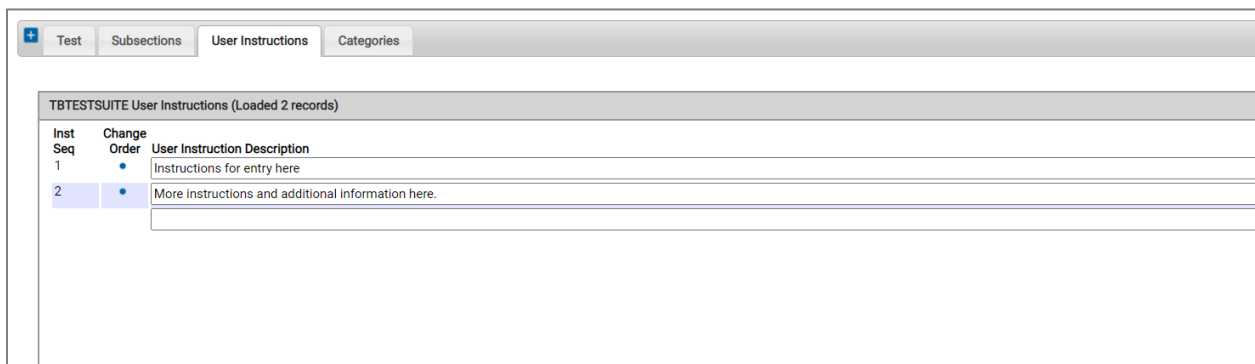 Test Subsections User Instructions Categories
TBTESTSUITE User Instructions (Loaded 2 records)
Inst Change
Seq Order User Instruction Description
1 Instructions for entry here
2 More instructions and additional information here.